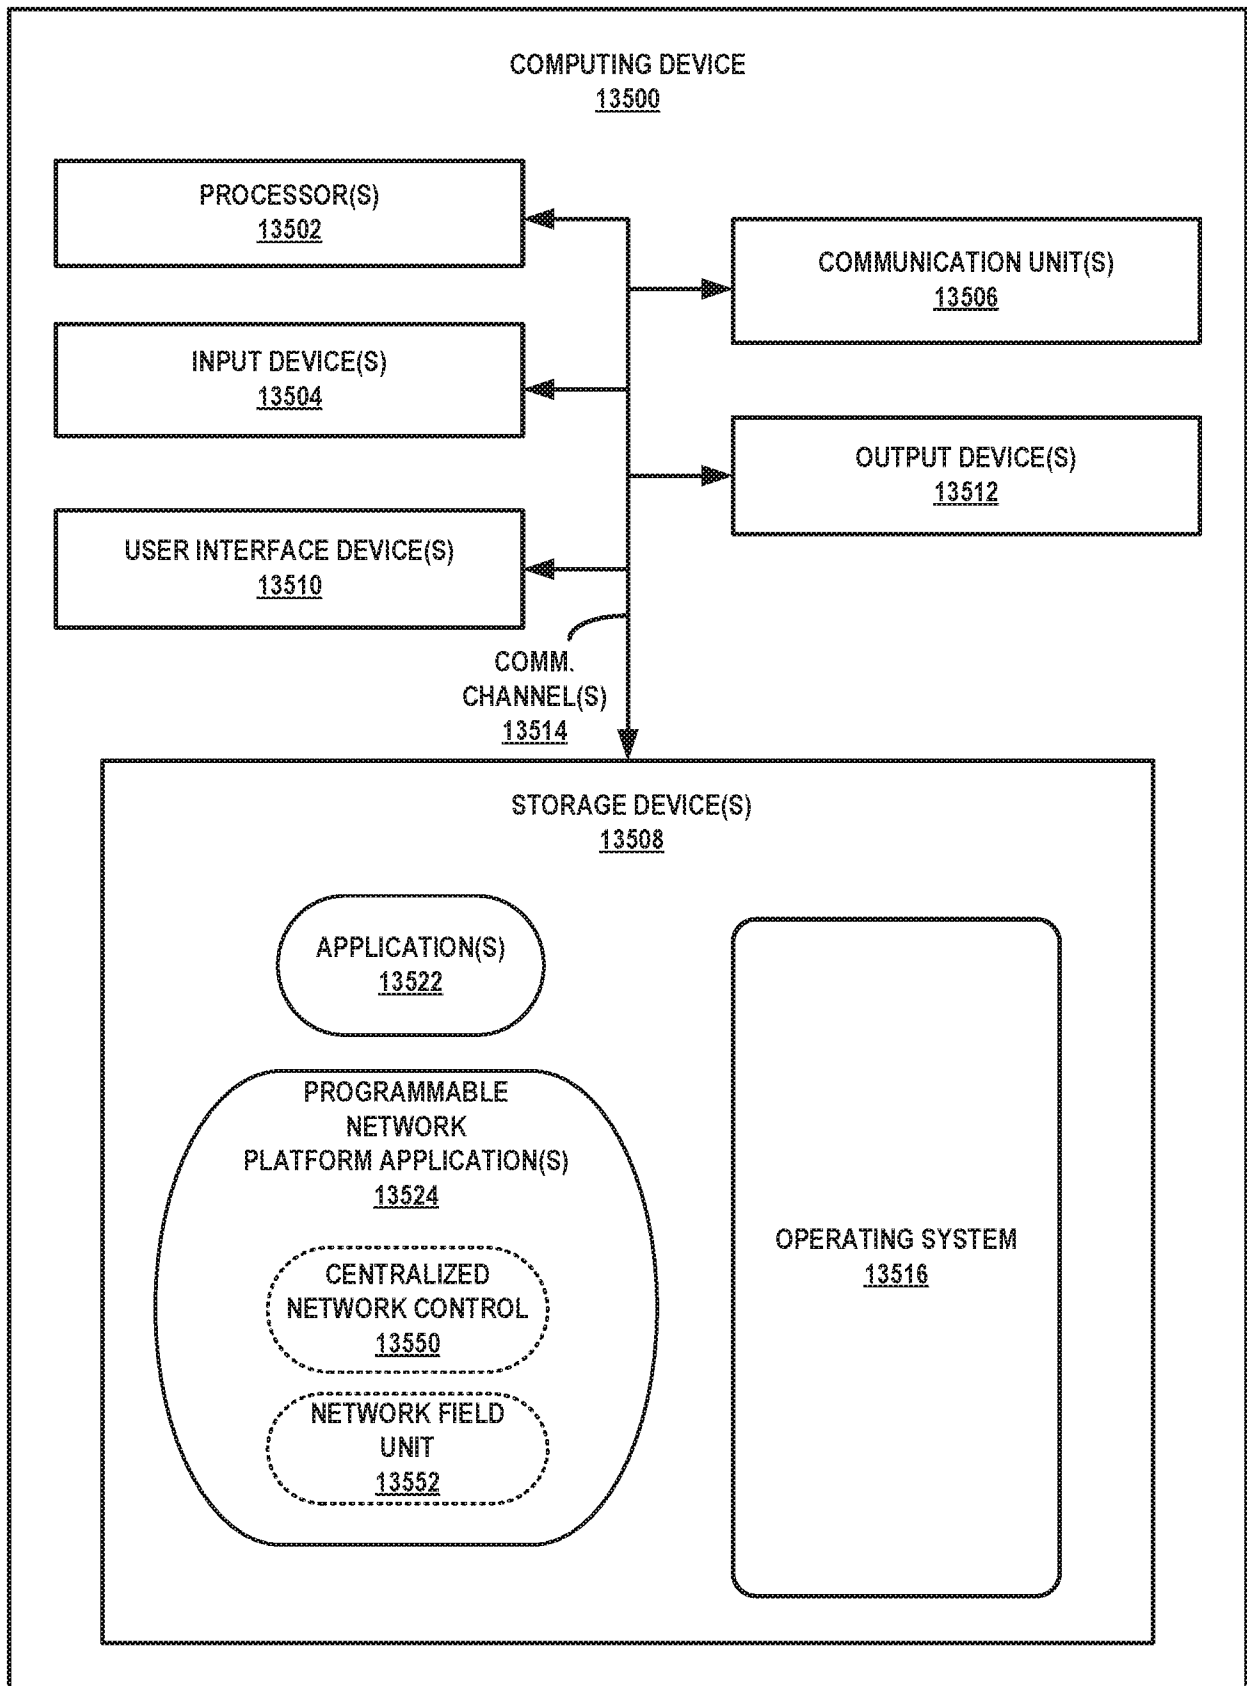 COMPUTING DEVICE
13500
PROCESSOR(S)
13502
COMMUNICATION UNIT(S)
13506
INPUT DEVICE(S)
13504
OUTPUT DEVICE(S)
13512
USER INTERFACE DEVICE(S)
13510
COMM.
CHANNEL(S)
13514
STORAGE DEVICE(S)
13508
APPLICATION(S)
13522
PROGRAMMABLE
NETWORK
PLATFORM APPLICATION(S)
13524
CENTRALIZED
NETWORK CONTROL
13550
NETWORK FIELD
UNIT
13552
OPERATING SYSTEM
13516